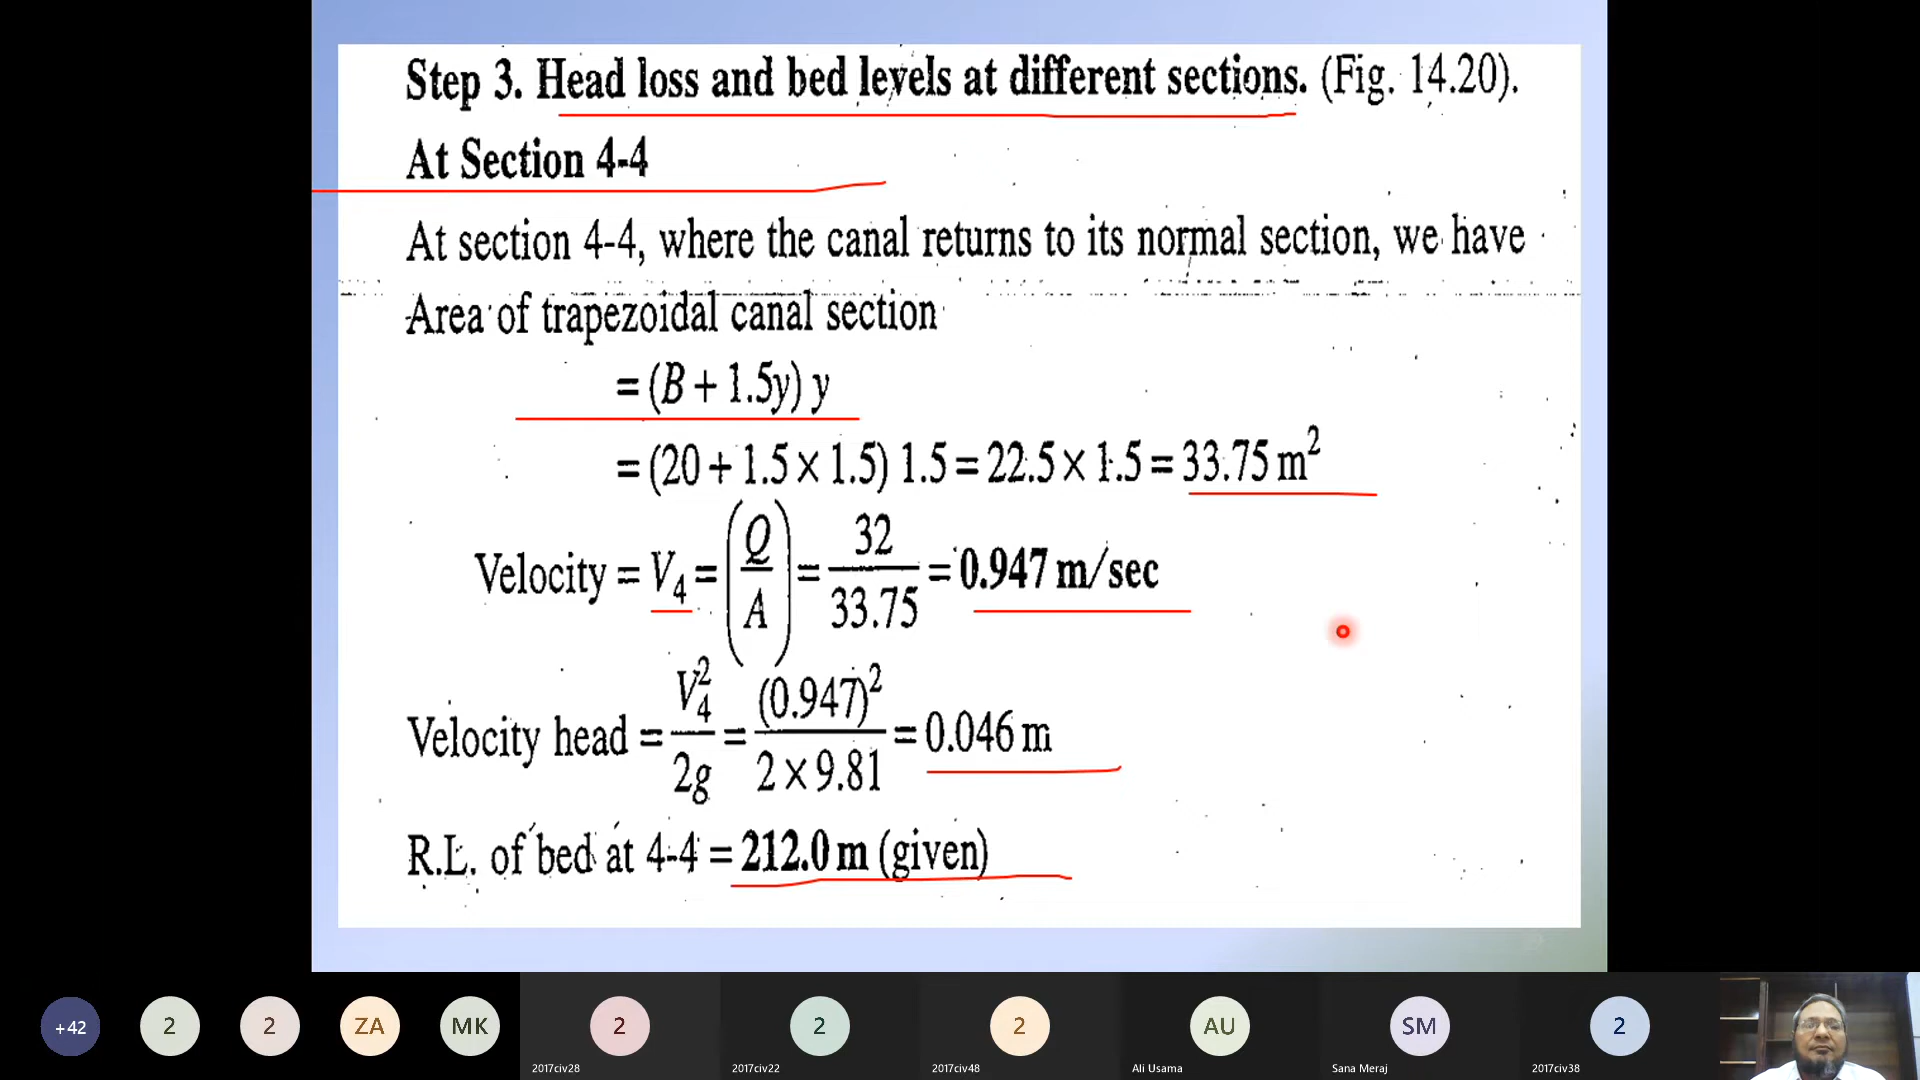 Step 3. Head loss and bed levels at different sections. (Fig. 14.20).
At Section 4-4
At section 4-4, where the canal returns to its normal section, we have
Area of trapezoidal canal section
= (B + 1.5y) y
= (20 + 1.5 × 1.5) 1.5 = 22.5 × 1.5 = 33.75 m²
Velocity = V₄ = (Q/A) = 32/33.75 = 0.947 m/sec
Velocity head = V₄²/2g = (0.947)²/2 × 9.81 = 0.046 m
R.L. of bed at 4-4 = 212.0 m (given)
+42 2 2 ZA MK 2 2 2 AU SM 2
2017civ28 2017civ22 2017civ48 Ali Usama Sana Meraj 2017civ38